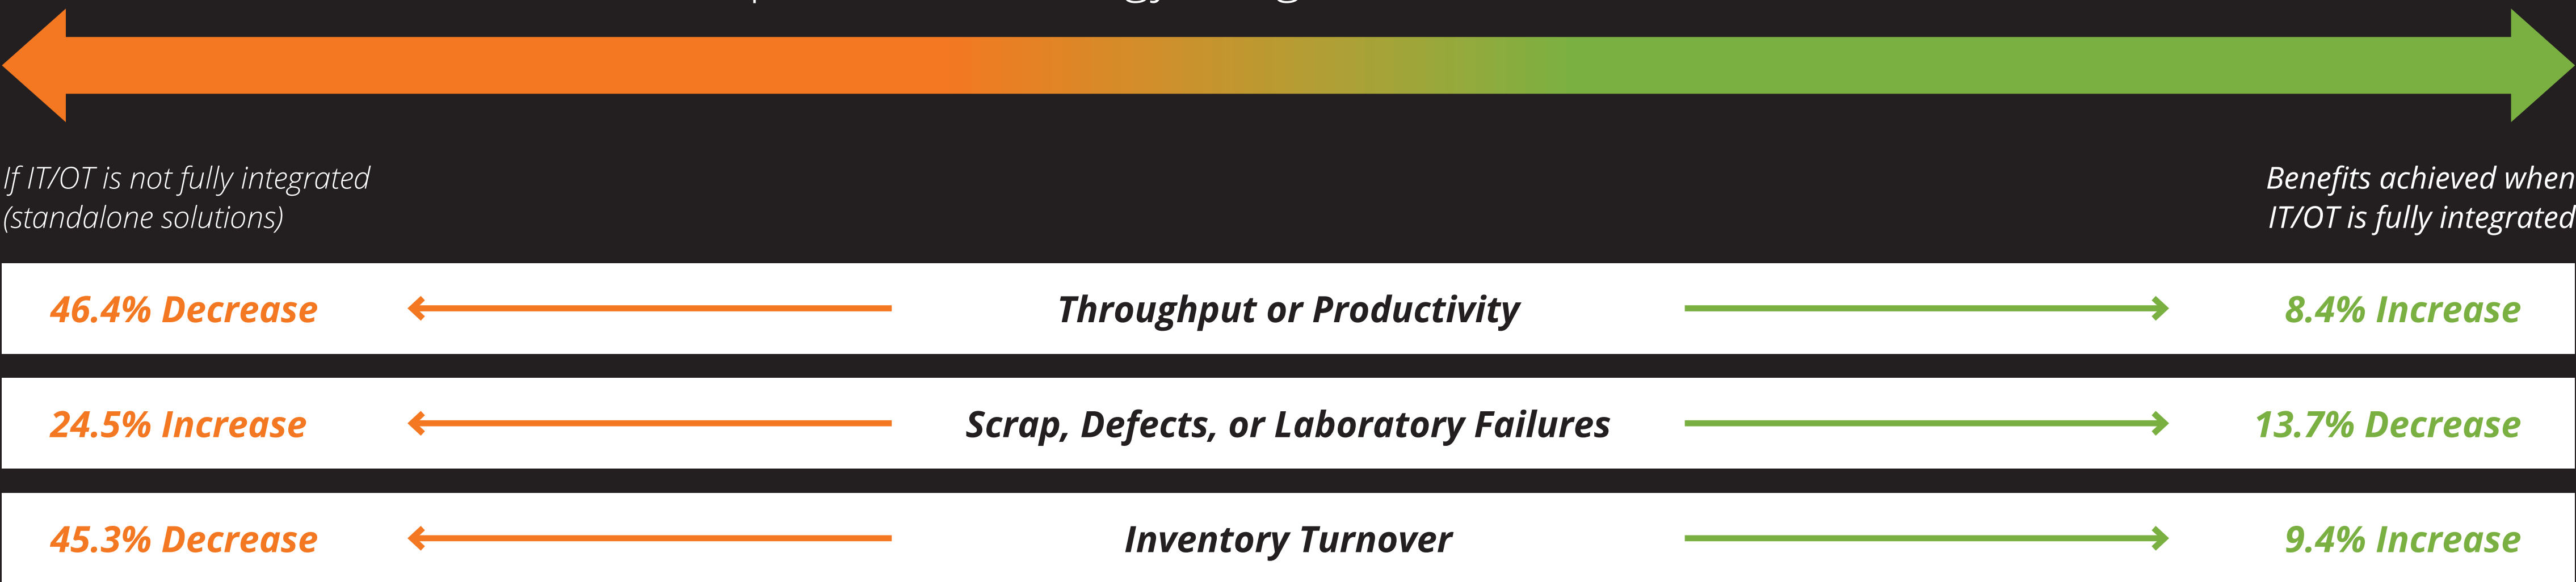 If IT/OT is not fully integrated
(standalone solutions)
Benefits achieved when
IT/OT is fully integrated
46.4% Decrease Throughput or Productivity 8.4% Increase
24.5% Increase Scrap, Defects, or Laboratory Failures 13.7% Decrease
45.3% Decrease Inventory Turnover 9.4% Increase